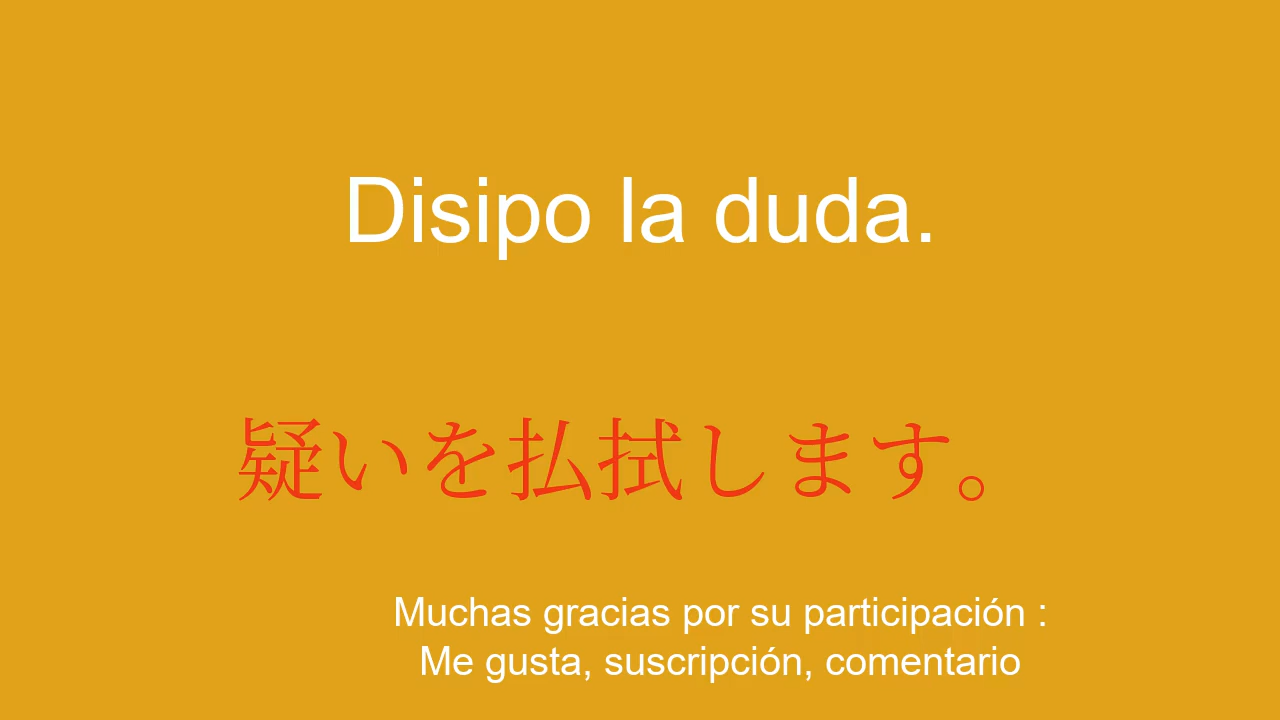 Disipo la duda.
疑いを払拭します。
Muchas gracias por su participación :
Me gusta, suscripción, comentario